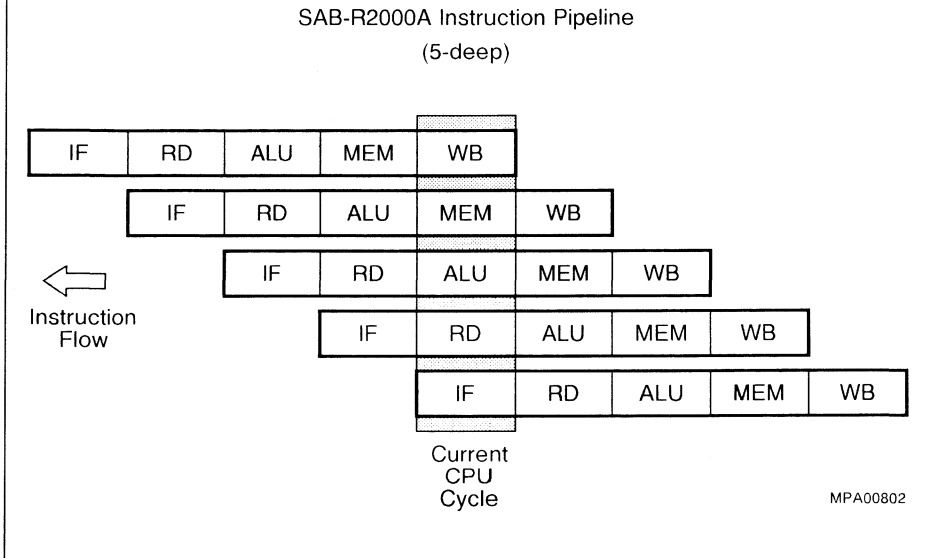 SAB-R2000A Instruction Pipeline
(5-deep)
IF RD ALU MEM WB
IF RD ALU MEM WB
IF RD ALU MEM WB
Instruction
Flow
IF RD ALU MEM WB
IF RD ALU MEM WB
Current
CPU
Cycle
MPA00802